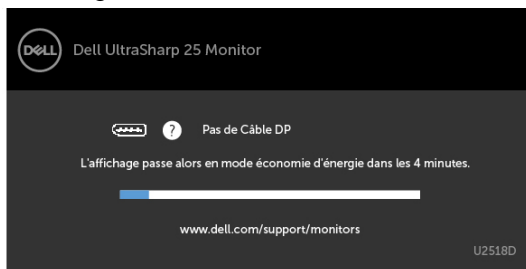 DELL
Dell UltraSharp 25 Monitor
? Pas de Câble DP
L'affichage passe alors en mode économie d'énergie dans les 4 minutes.
www.dell.com/support/monitors
U2518D